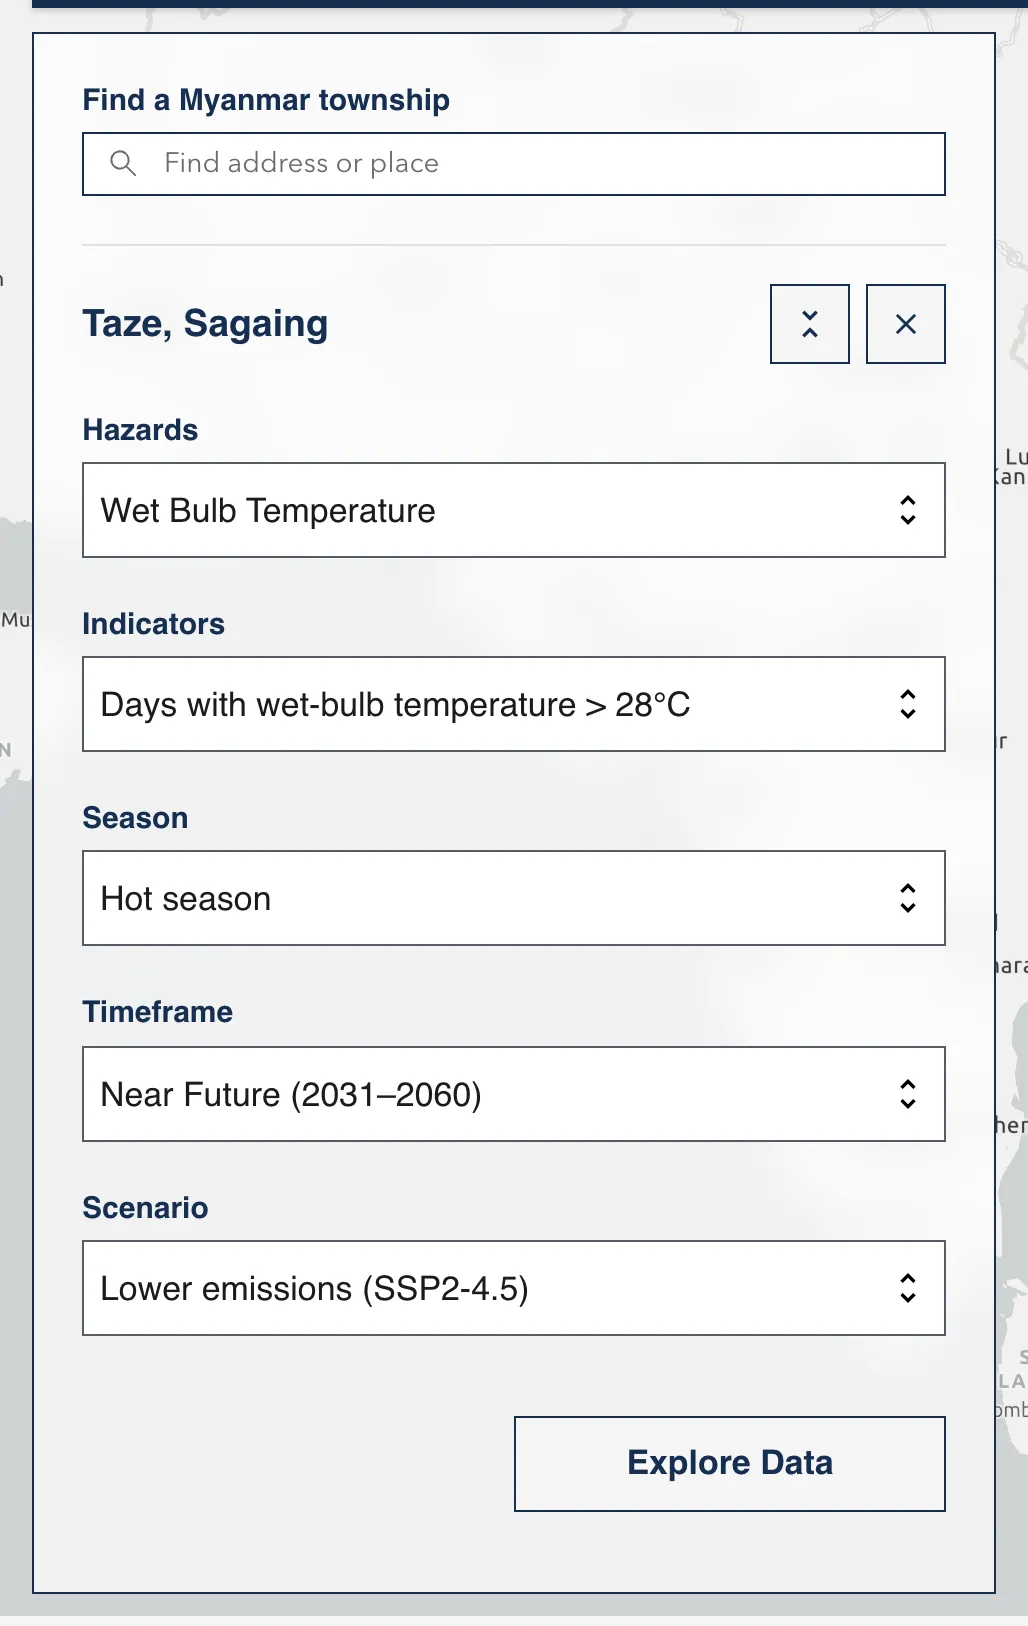 Find a Myanmar township
Find address or place
Taze, Sagaing
Hazards
Wet Bulb Temperature
Indicators
Days with wet-bulb temperature > 28°C
Season
Hot season
Timeframe
Near Future (2031–2060)
Scenario
Lower emissions (SSP2-4.5)
Explore Data